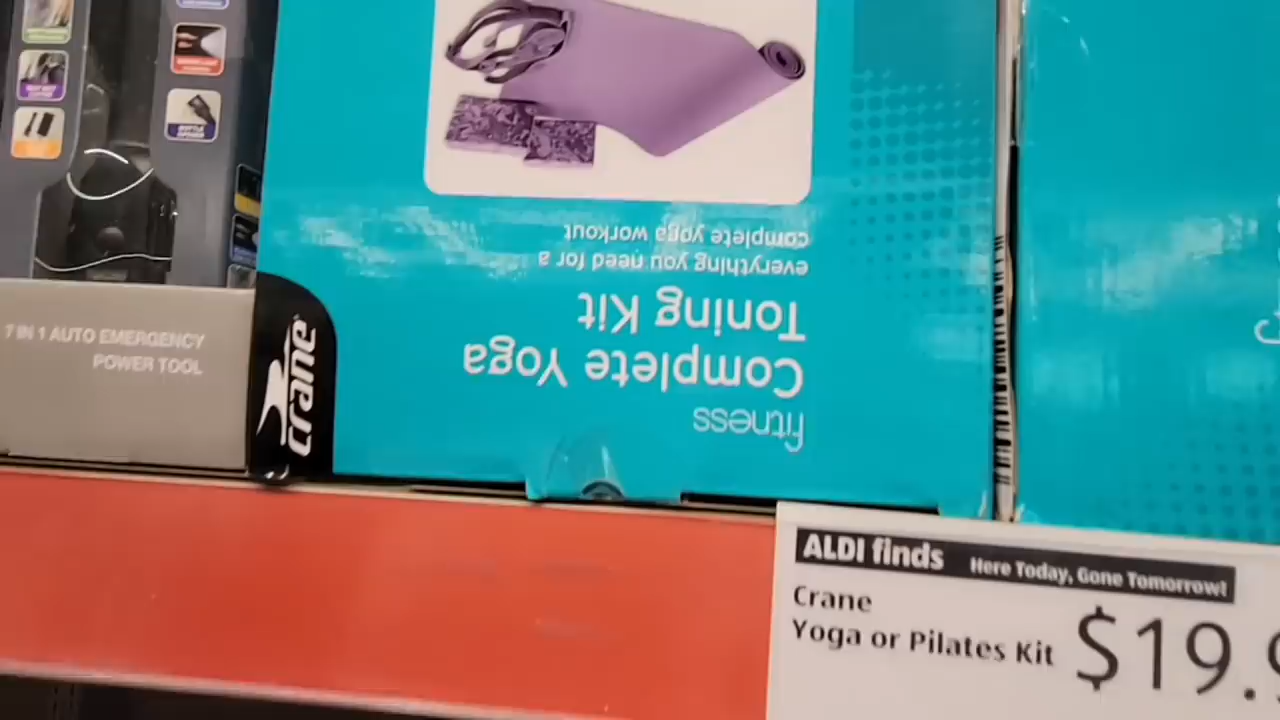 7 IN 1 AUTO EMERGENCY
POWER TOOL
crane
fitness
Complete Yoga
Toning Kit
everything you need for a
complete yoga workout
ALDI finds Here Today, Gone Tomorrow!
Crane
Yoga or Pilates Kit
$19.9